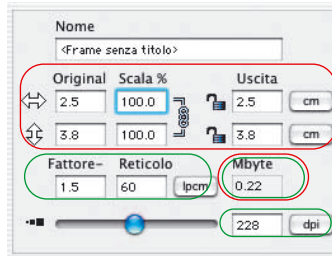 Nome
<Frame senza titolo>
Original Scala % Uscita
2.5 100.0 2.5 cm
3.8 100.0 3.8 cm
Fattore- Reticolo Mbyte
1.5 60 lpcm 0.22
228 dpi